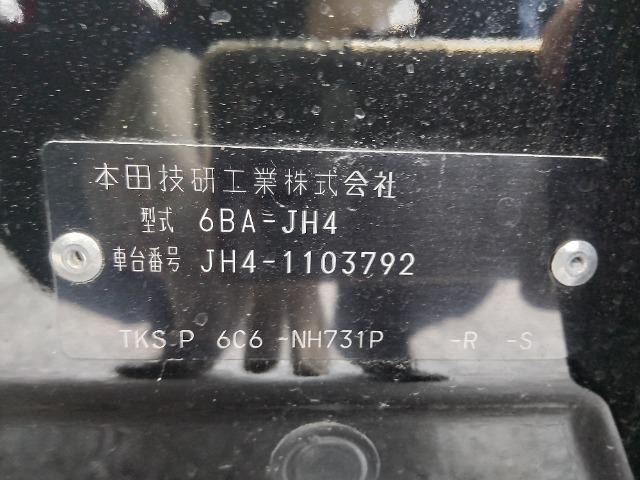 本田技研工業株式会社
型式 6BA-JH4
車台番号 JH4-1103792
TKS P 6C6 -NH731P -R -S